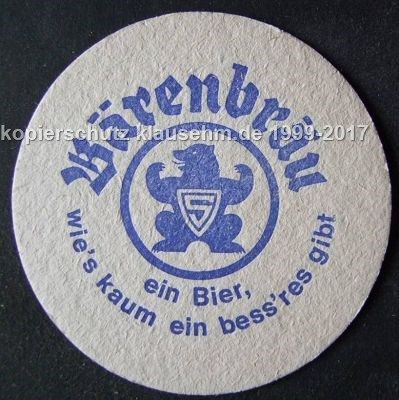 Bärenbräu
kopierschutz klausehm.de 1999-2017
S
ein Bier,
wie's kaum ein bess'res gibt